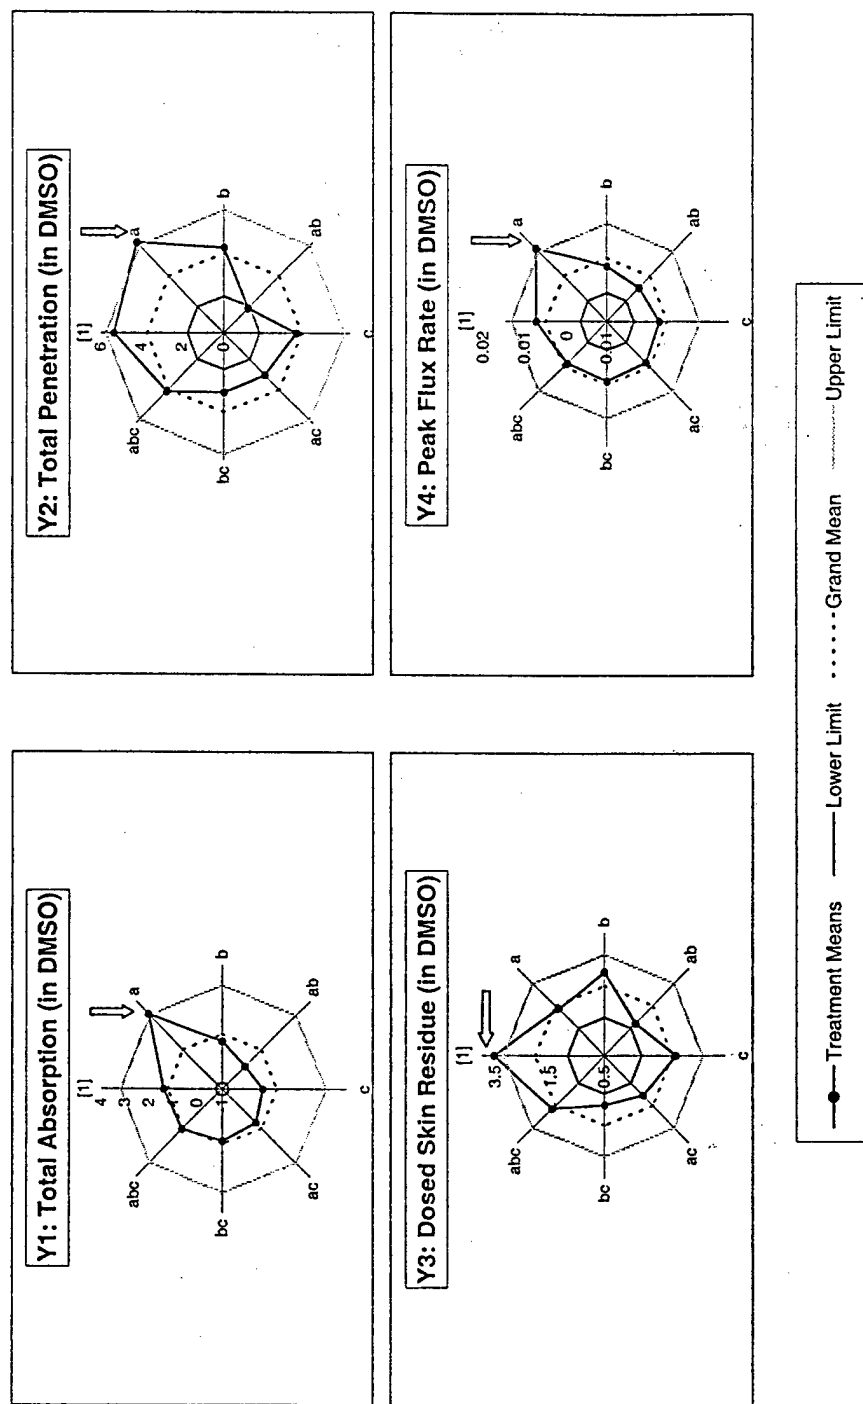 Y1: Total Absorption (in DMSO)
[1]
4
3
2
1
0
1
a
b
ab
c
ac
bc
abc
Y2: Total Penetration (in DMSO)
[1]
6
4
2
0
a
b
ab
c
ac
bc
abc
Y3: Dosed Skin Residue (in DMSO)
[1]
3.5
1.5
0.5
a
b
ab
c
ac
bc
abc
Y4: Peak Flux Rate (in DMSO)
[1]
0.02
0.01
0
0.01
a
b
ab
c
ac
bc
abc
Treatment Means Lower Limit Grand Mean Upper Limit